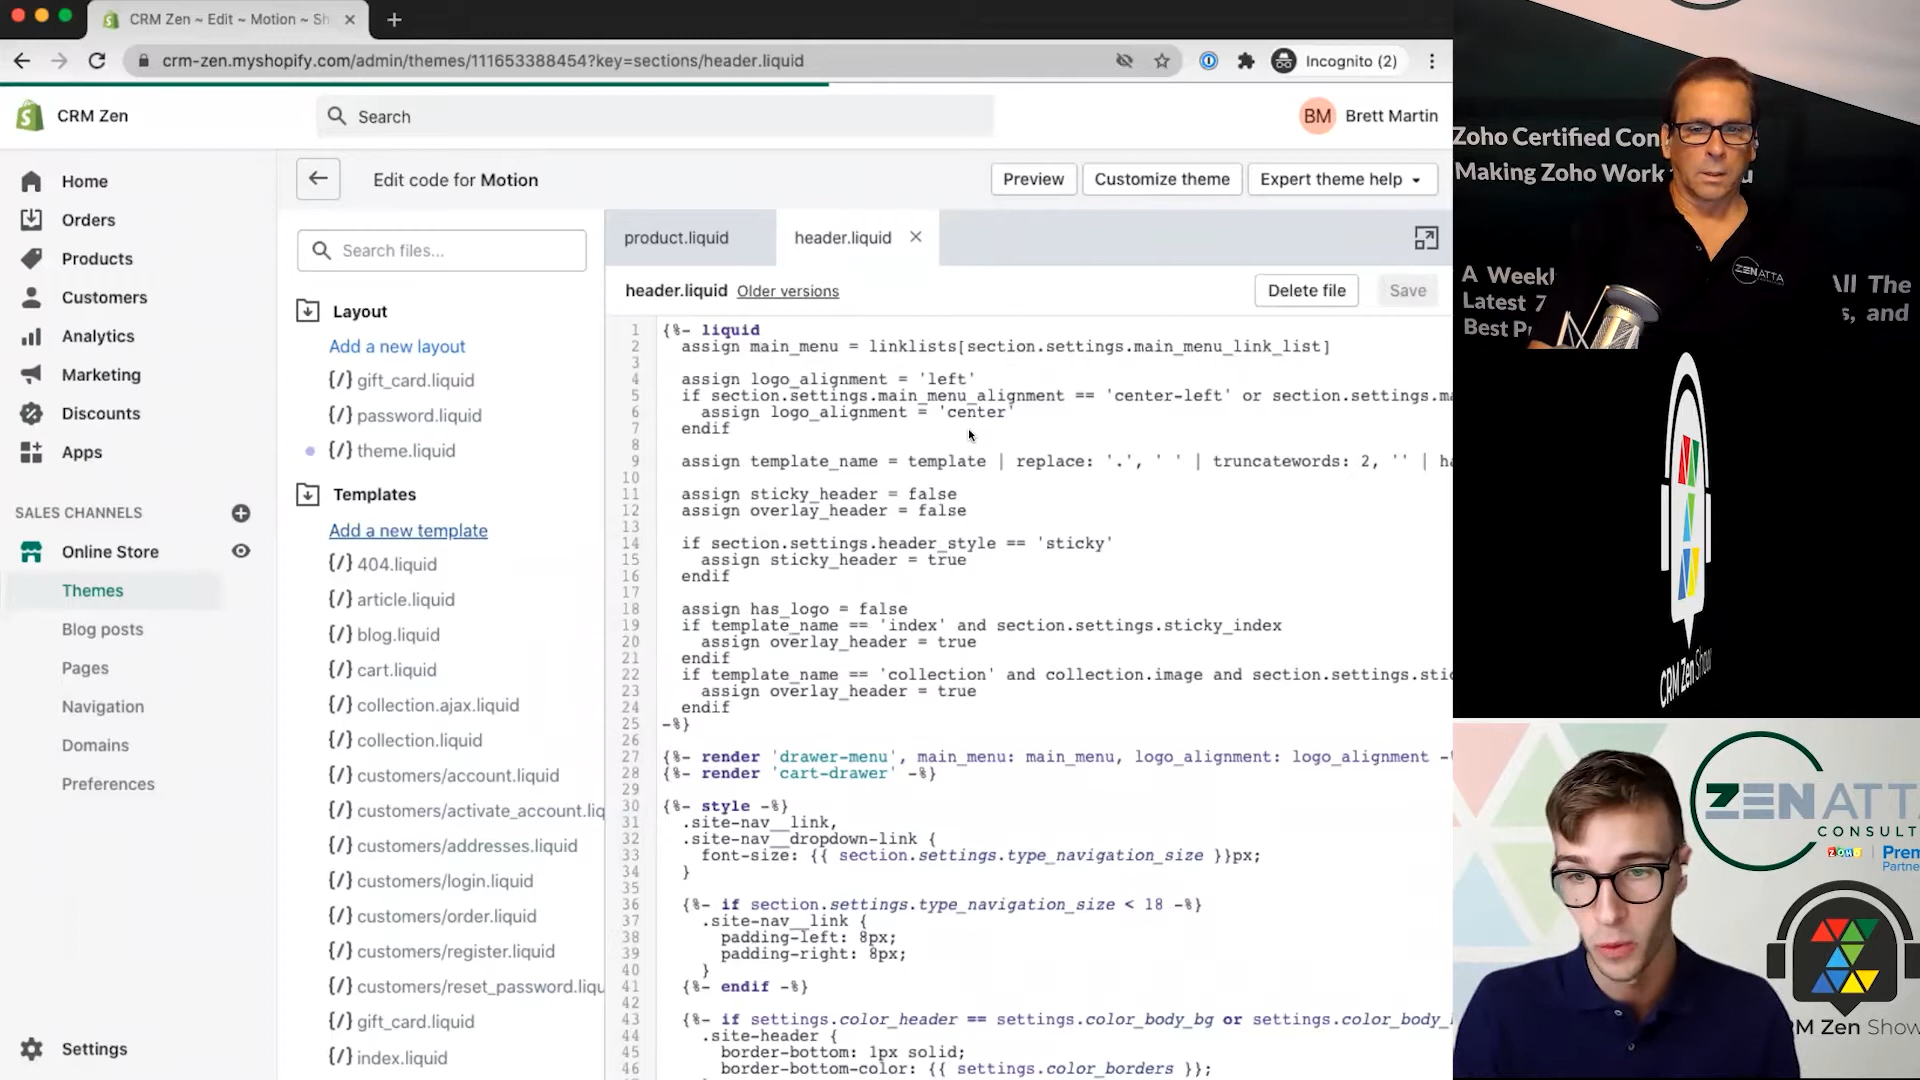 CRM Zen ~ Edit ~ Motion ~ Sh
crm-zen.myshopify.com/admin/themes/111653388454?key=sections/header.liquid
Incognito (2)
CRM Zen
Search
BM Brett Martin
Home
Orders
Products
Customers
Analytics
Marketing
Discounts
Apps
SALES CHANNELS
Online Store
Themes
Blog posts
Pages
Navigation
Domains
Preferences
Settings
Edit code for Motion
Preview
Customize theme
Expert theme help
Search files...
Layout
Add a new layout
{/} gift_card.liquid
{/} password.liquid
{/} theme.liquid
Templates
Add a new template
{/} 404.liquid
{/} article.liquid
{/} blog.liquid
{/} cart.liquid
{/} collection.ajax.liquid
{/} collection.liquid
{/} customers/account.liquid
{/} customers/activate_account.liq
{/} customers/addresses.liquid
{/} customers/login.liquid
{/} customers/order.liquid
{/} customers/register.liquid
{/} customers/reset_password.liqu
{/} gift_card.liquid
{/} index.liquid
product.liquid
header.liquid
header.liquid Older versions
Delete file
Save
1 {%- liquid
2 assign main_menu = linklists[section.settings.main_menu_link_list]
3
4 assign logo_alignment = 'left'
5 if section.settings.main_menu_alignment == 'center-left' or section.settings.ma
6 assign logo_alignment = 'center'
7 endif
8
9 assign template_name = template | replace: '.', ' ' | truncatewords: 2, '' | ha
10
11 assign sticky_header = false
12 assign overlay_header = false
13
14 if section.settings.header_style == 'sticky'
15 assign sticky_header = true
16 endif
17
18 assign has_logo = false
19 if template_name == 'index' and section.settings.sticky_index
20 assign overlay_header = true
21 endif
22 if template_name == 'collection' and collection.image and section.settings.stic
23 assign overlay_header = true
24 endif
25 -%}
26
27 {%- render 'drawer-menu', main_menu: main_menu, logo_alignment: logo_alignment -%
28 {%- render 'cart-drawer' -%}
29
30 {%- style -%}
31 .site-nav__link,
32 .site-nav__dropdown-link {
33 font-size: {{ section.settings.type_navigation_size }}px;
34 }
35
36 {%- if section.settings.type_navigation_size < 18 -%}
37 .site-nav__link {
38 padding-left: 8px;
39 padding-right: 8px;
40 }
41 {%- endif -%}
42
43 {%- if settings.color_header == settings.color_body_bg or settings.color_body_
44 .site-header {
45 border-bottom: 1px solid;
46 border-bottom-color: {{ settings.color_borders }};
Zoho Certified Con
Making Zoho Work
A Weekl
All The
Latest
s, and
Best Pr
ZENATTA
CRM Zen Show
ZENATT
CONSULT
ZOHO | Prem
Partne
M Zen Show